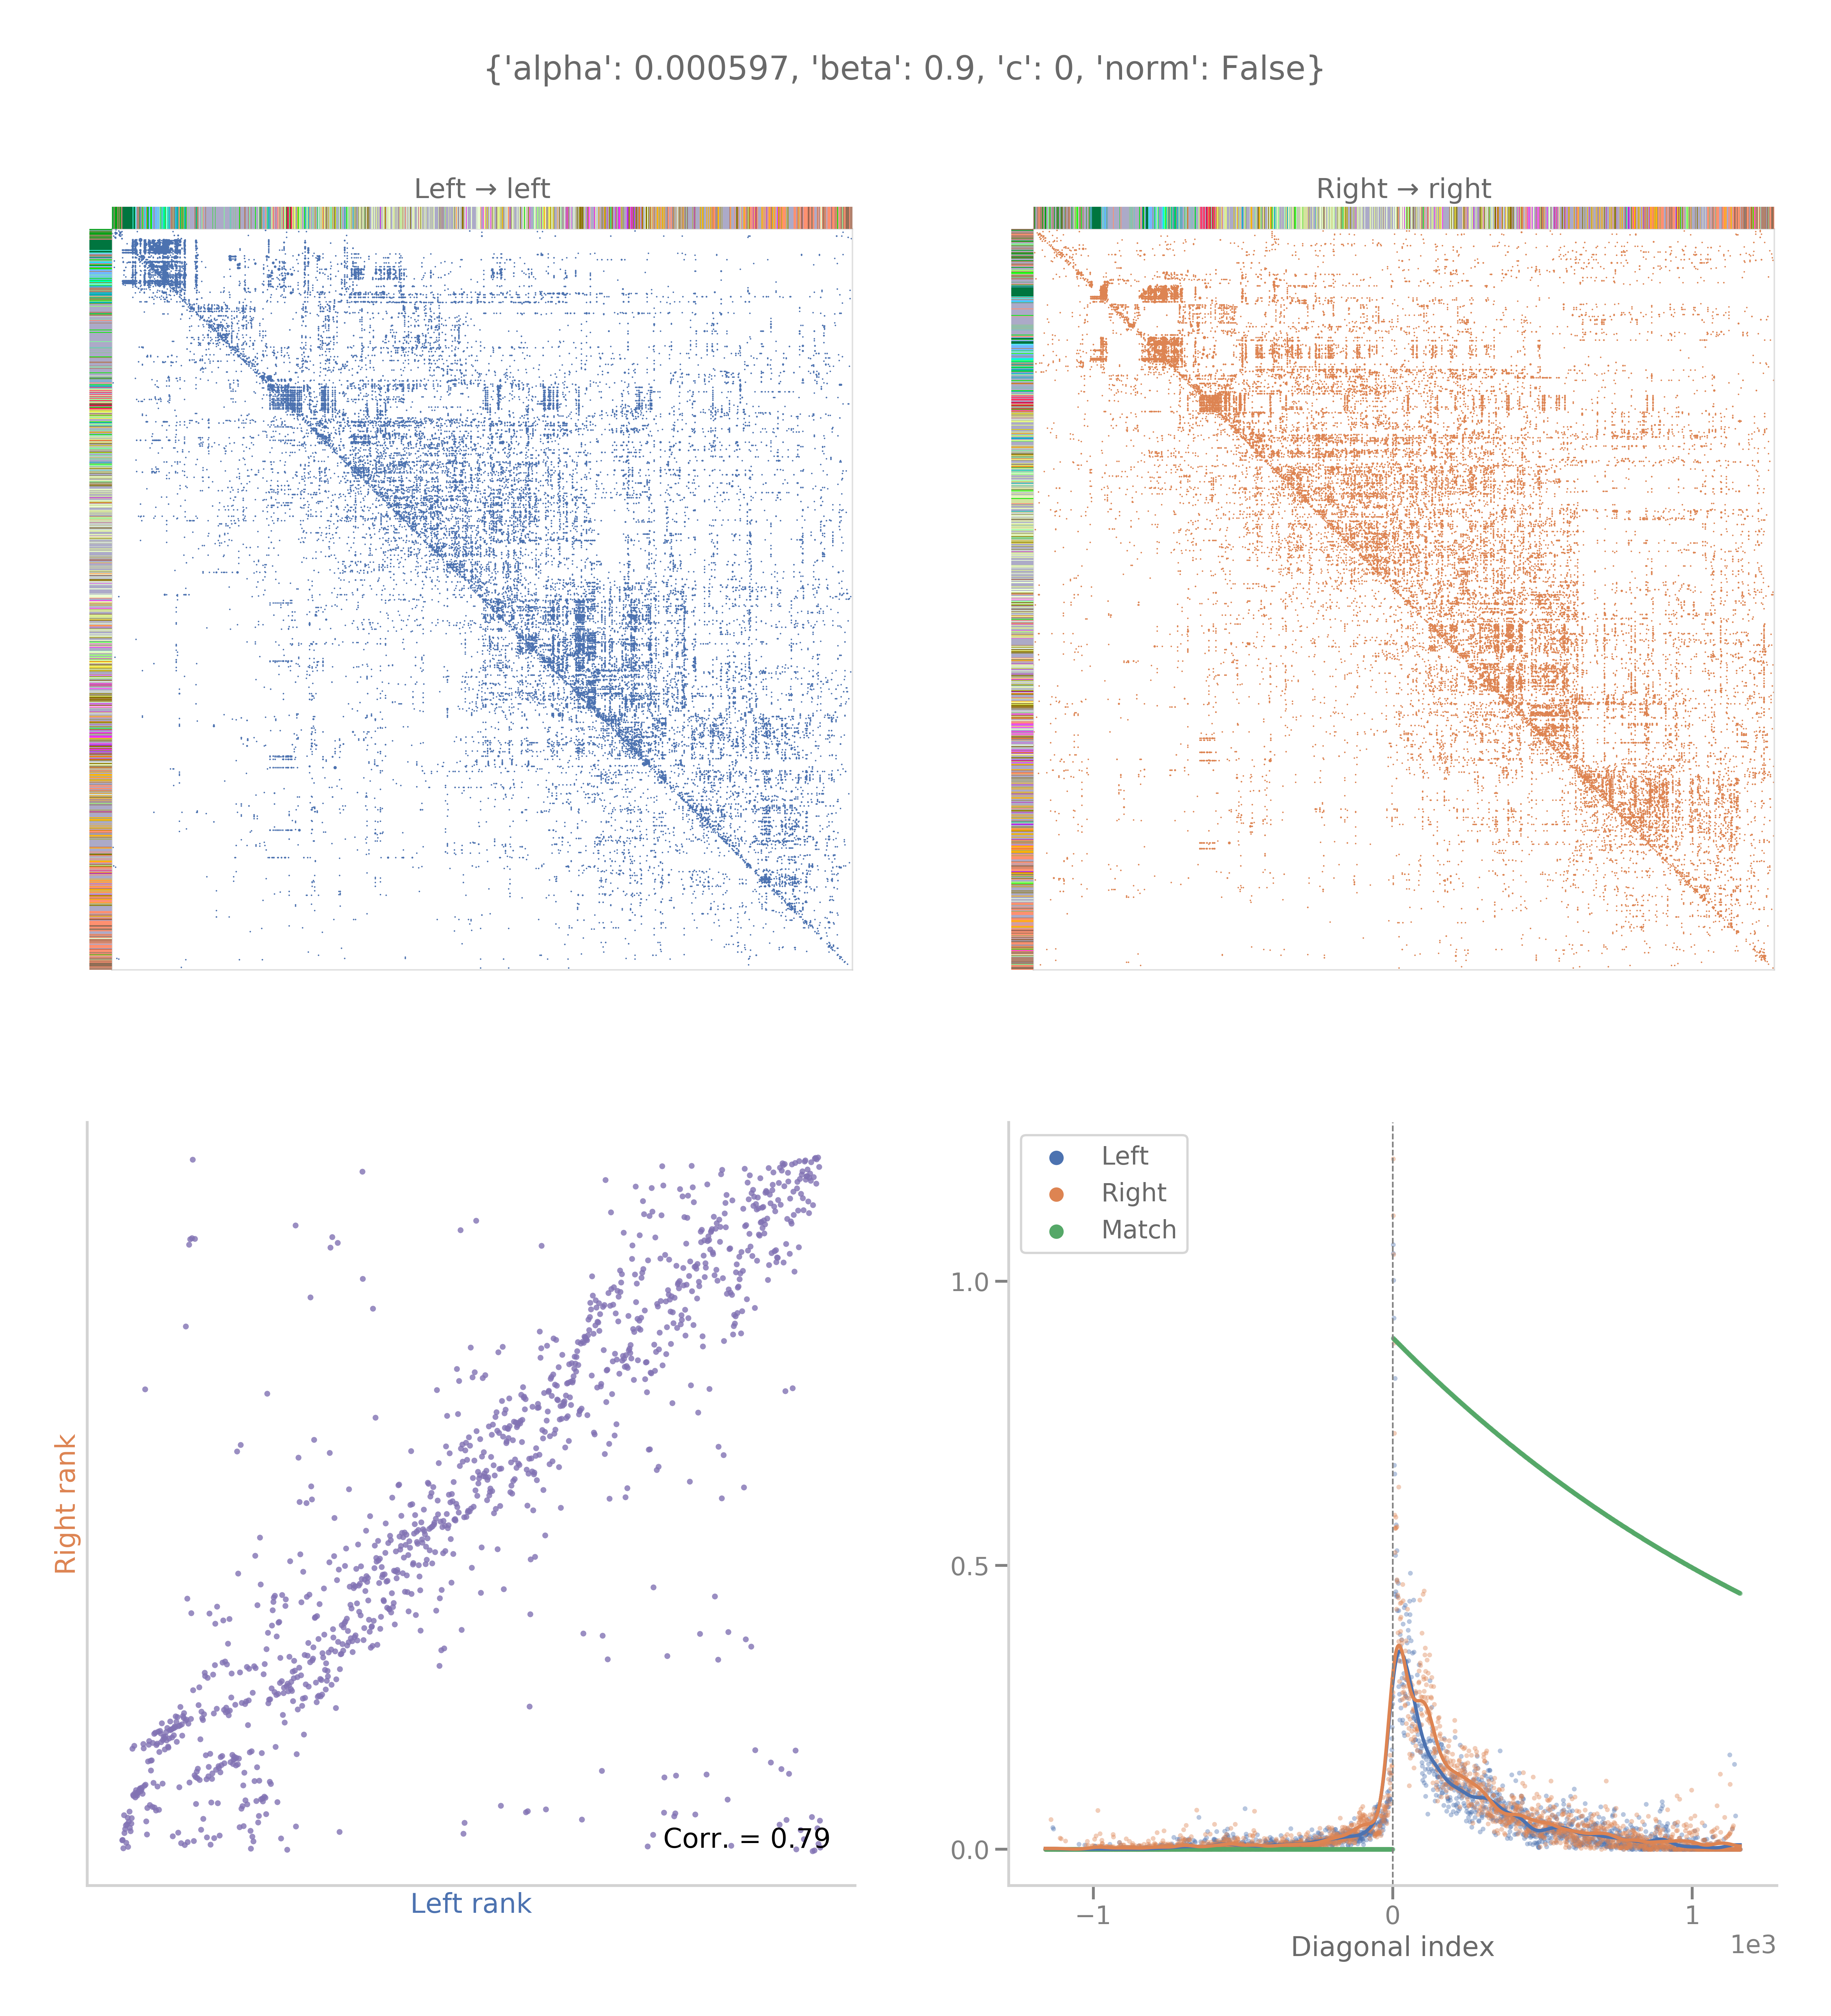 {'alpha': 0.000597, 'beta': 0.9, 'c': 0, 'norm': False}
Left → left
Right → right
Right rank
Corr. = 0.79
Left rank
Left
Right
Match
1.0
0.5
0.0
−1
0
1
Diagonal index
1e3